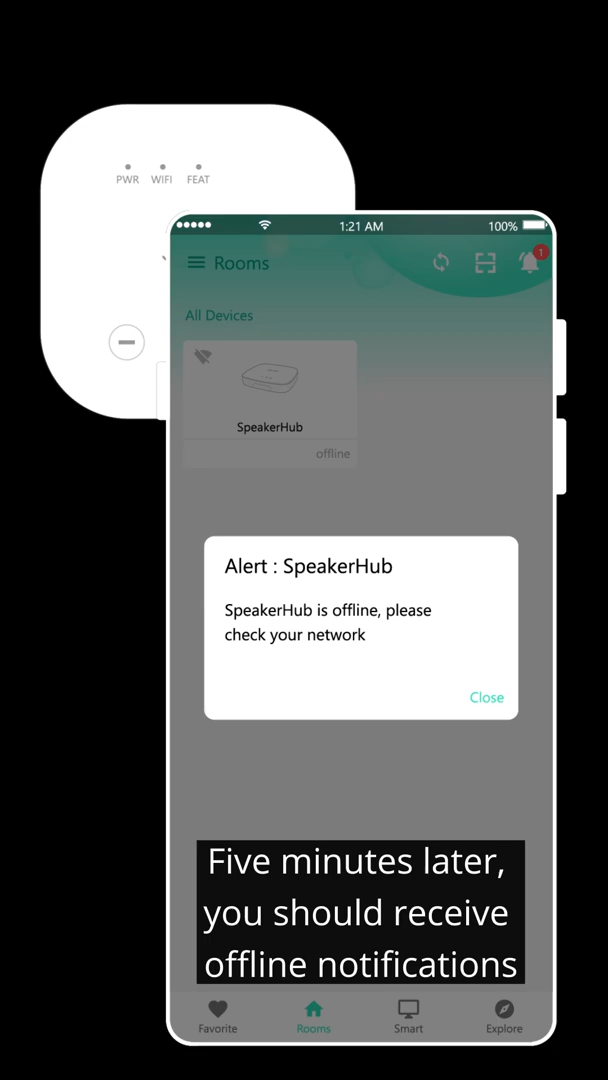 PWR WIFI FEAT
1:21 AM 100%
Rooms 1
All Devices
SpeakerHub
offline
Alert : SpeakerHub
SpeakerHub is offline, please
check your network
Close
Five minutes later,
you should receive
offline notifications
Favorite Rooms Smart Explore